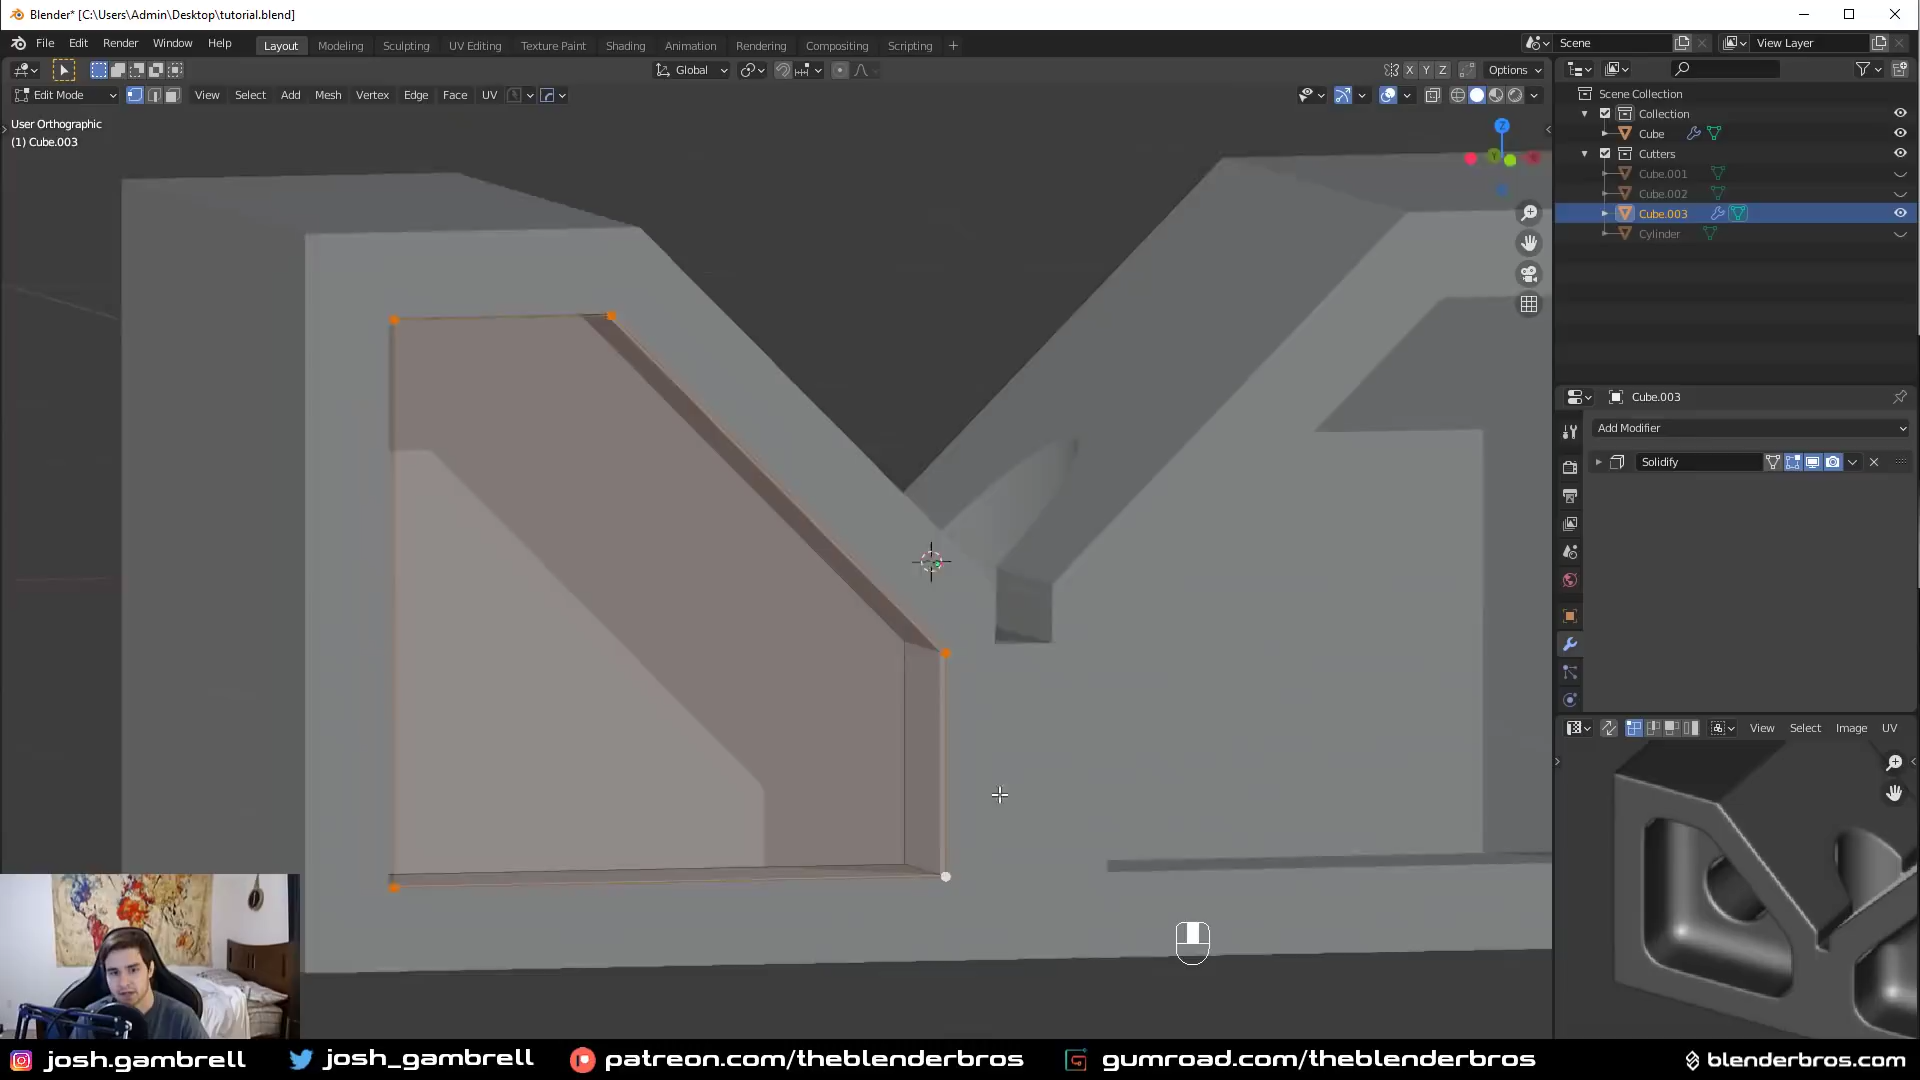 Blender* [C:\Users\Admin\Desktop\tutorial.blend]
File Edit Render Window Help Layout Modeling Sculpting UV Editing Texture Paint Shading Animation Rendering Compositing Scripting + Scene View Layer
Global X Y Z Options
Edit Mode View Select Add Mesh Vertex Edge Face UV
User Orthographic
(1) Cube.003
Z
Y
Scene Collection
Collection
Cube
Cutters
Cube.001
Cube.002
Cube.003
Cylinder
Cube.003
Add Modifier
Solidify
View Select Image UV
josh.gambrell josh_gambrell patreon.com/theblenderbros gumroad.com/theblenderbros blenderbros.com